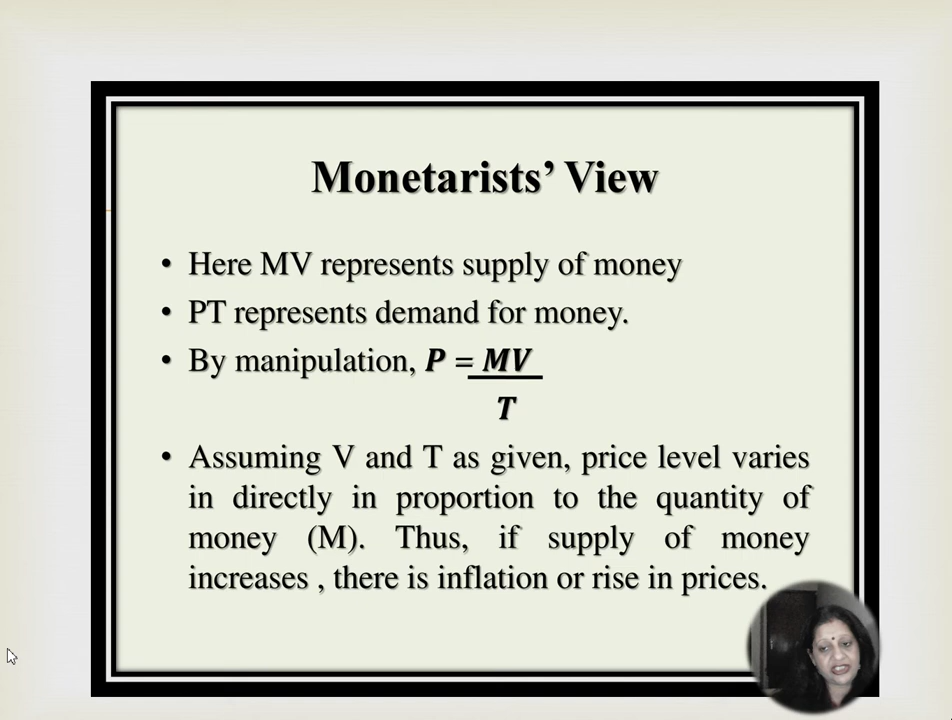 Monetarists’ View
• Here MV represents supply of money
• PT represents demand for money.
• By manipulation, P = MV
T
• Assuming V and T as given, price level varies
in directly in proportion to the quantity of
money (M). Thus, if supply of money
increases , there is inflation or rise in prices.